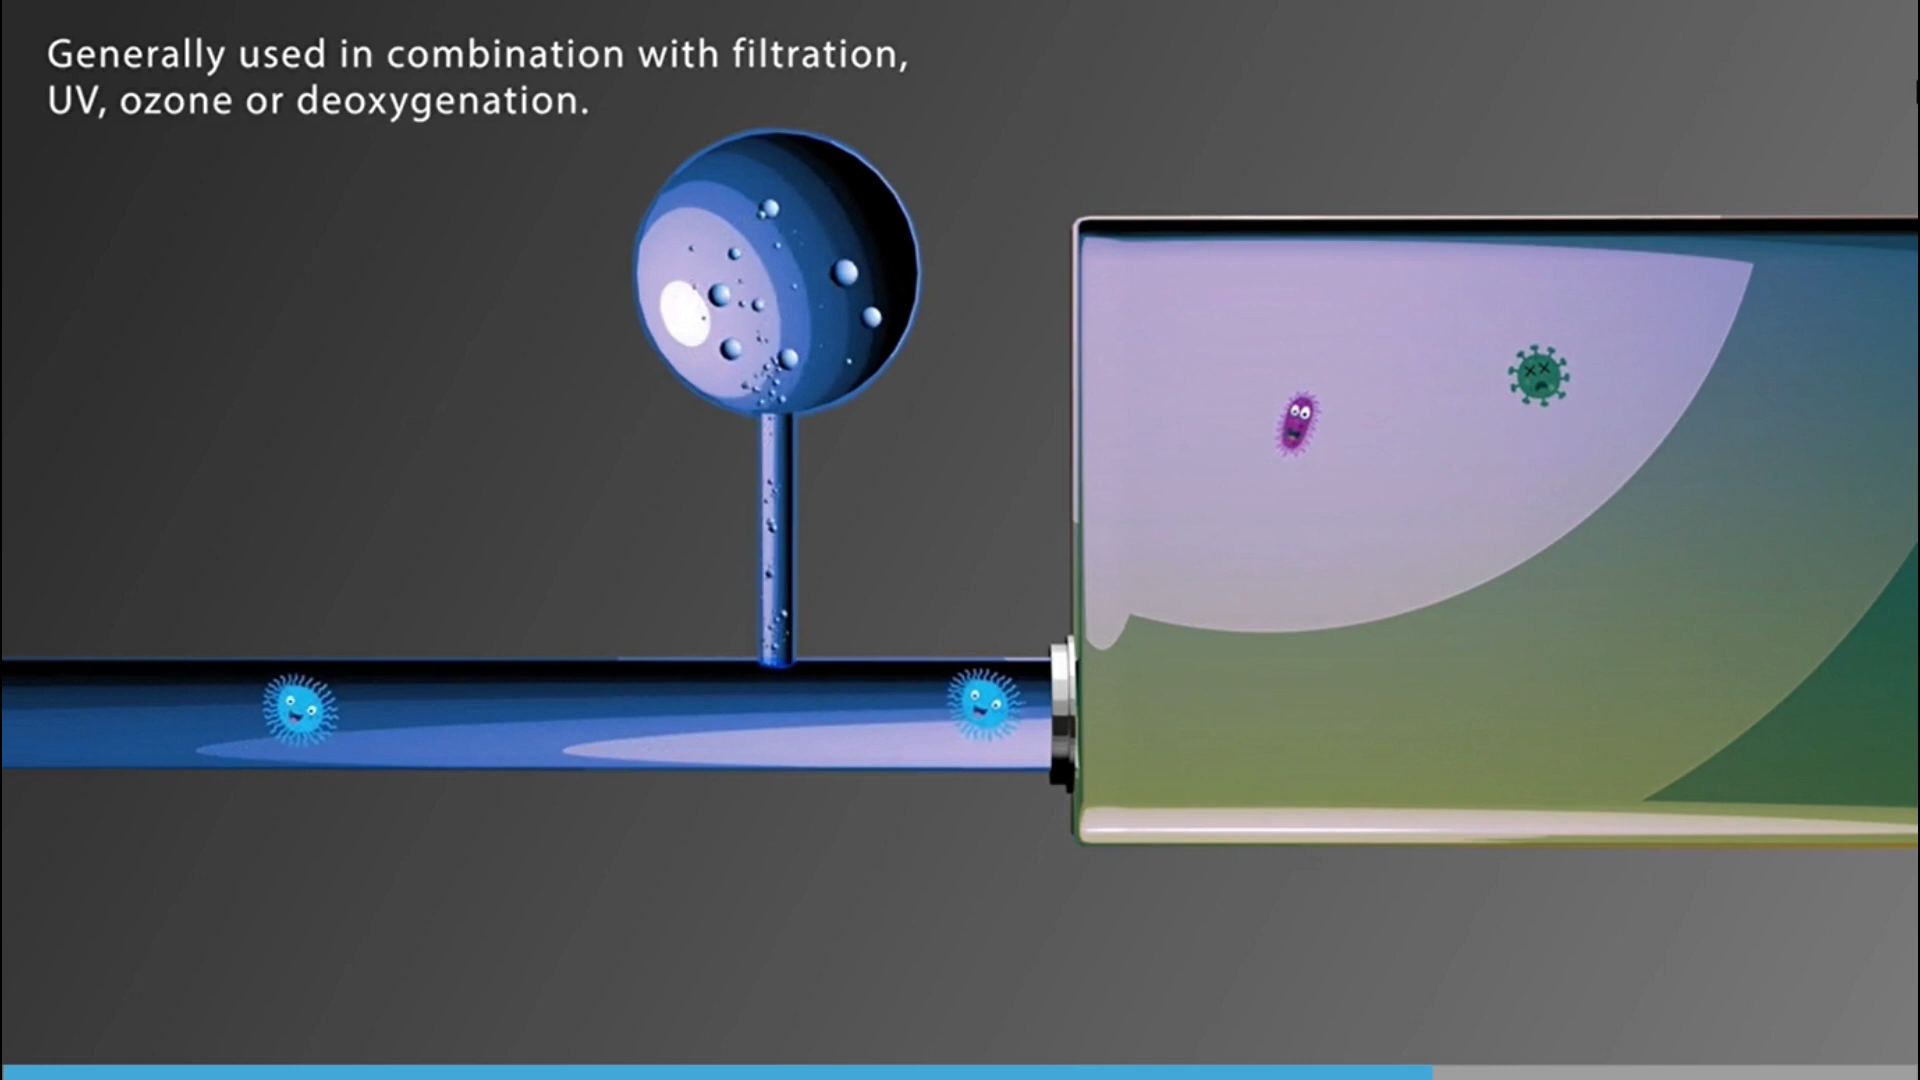 Generally used in combination with filtration,
UV, ozone or deoxygenation.